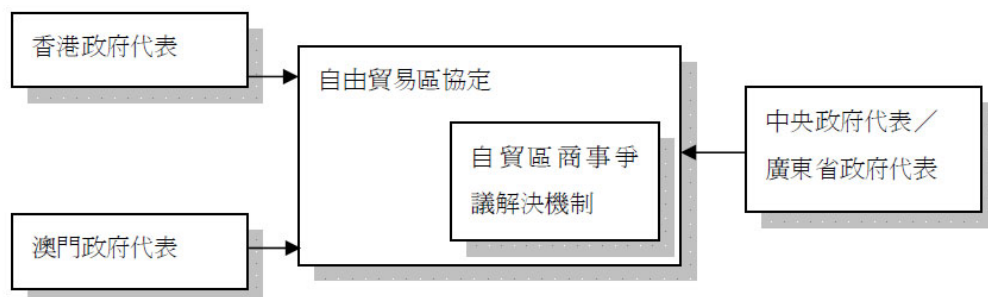 香港政府代表
自由貿易區協定
自貿區商事爭
議解決機制
中央政府代表／
廣東省政府代表
澳門政府代表